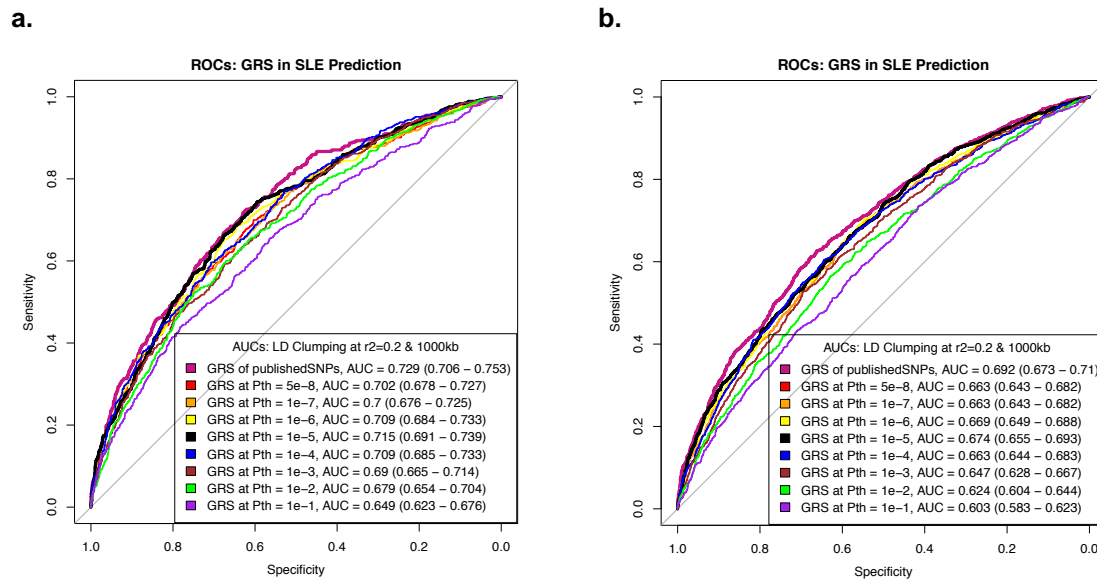 a.
ROCs: GRS in SLE Prediction
Sensitivity
1.0
0.8
0.6
0.4
0.2
0.0
AUCs: LD Clumping at r2=0.2 & 1000kb
GRS of publishedSNPs, AUC = 0.729 (0.706 − 0.753)
GRS at Pth = 5e−8, AUC = 0.702 (0.678 − 0.727)
GRS at Pth = 1e−7, AUC = 0.7 (0.676 − 0.725)
GRS at Pth = 1e−6, AUC = 0.709 (0.684 − 0.733)
GRS at Pth = 1e−5, AUC = 0.715 (0.691 − 0.739)
GRS at Pth = 1e−4, AUC = 0.709 (0.685 − 0.733)
GRS at Pth = 1e−3, AUC = 0.69 (0.665 − 0.714)
GRS at Pth = 1e−2, AUC = 0.679 (0.654 − 0.704)
GRS at Pth = 1e−1, AUC = 0.649 (0.623 − 0.676)
1.0 0.8 0.6 0.4 0.2 0.0
Specificity
b.
ROCs: GRS in SLE Prediction
Sensitivity
1.0
0.8
0.6
0.4
0.2
0.0
AUCs: LD Clumping at r2=0.2 & 1000kb
GRS of publishedSNPs, AUC = 0.692 (0.673 − 0.71)
GRS at Pth = 5e−8, AUC = 0.663 (0.643 − 0.682)
GRS at Pth = 1e−7, AUC = 0.663 (0.643 − 0.682)
GRS at Pth = 1e−6, AUC = 0.669 (0.649 − 0.688)
GRS at Pth = 1e−5, AUC = 0.674 (0.655 − 0.693)
GRS at Pth = 1e−4, AUC = 0.663 (0.644 − 0.683)
GRS at Pth = 1e−3, AUC = 0.647 (0.628 − 0.667)
GRS at Pth = 1e−2, AUC = 0.624 (0.604 − 0.644)
GRS at Pth = 1e−1, AUC = 0.603 (0.583 − 0.623)
1.0 0.8 0.6 0.4 0.2 0.0
Specificity